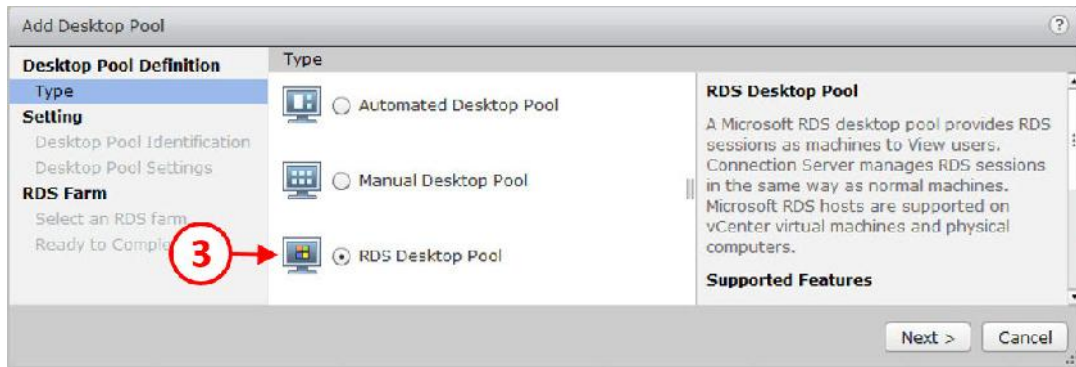 Add Desktop Pool
?
Desktop Pool Definition
Type
Setting
Desktop Pool Identification
Desktop Pool Settings
RDS Farm
Select an RDS farm
Ready to Comple
3
Type
Automated Desktop Pool
Manual Desktop Pool
RDS Desktop Pool
RDS Desktop Pool
A Microsoft RDS desktop pool provides RDS
sessions as machines to View users.
Connection Server manages RDS sessions
in the same way as normal machines.
Microsoft RDS hosts are supported on
vCenter virtual machines and physical
computers.
Supported Features
Next >
Cancel